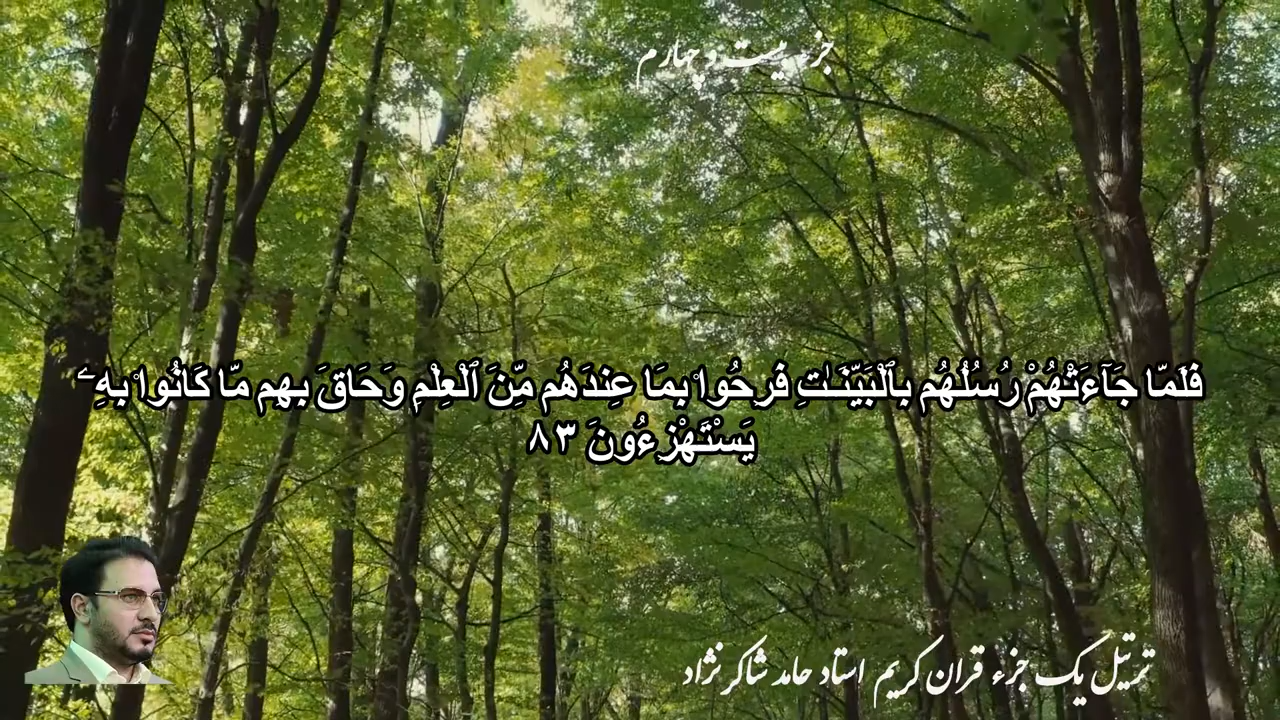 جزء بیست و چهارم
فَلَمَّا جَآءَتْهُمْ رُسُلُهُم بِٱلْبَيِّنَـٰتِ فَرِحُوا۟ بِمَا عِندَهُم مِّنَ ٱلْعِلْمِ وَحَاقَ بِهِم مَّا كَانُوا۟ بِهِۦ
يَسْتَهْزِءُونَ ٨٣
ترتیل یک جزء قران کریم استاد حامد شاکرنژاد